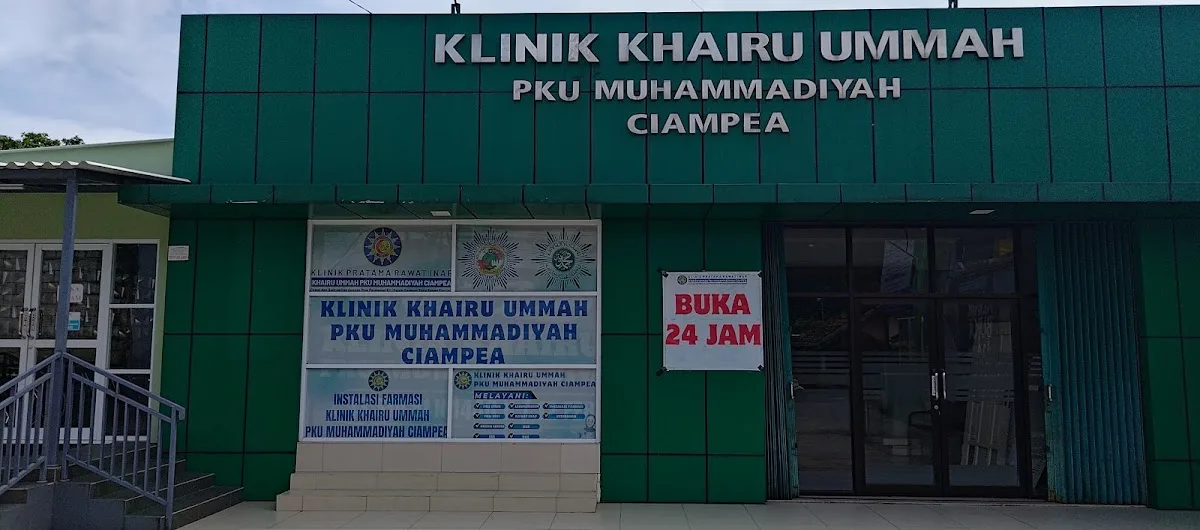 KLINIK KHAIRU UMMAH
PKU MUHAMMADIYAH
CIAMPEA
KLINIK PRATAMA RAWAT INAP
KHAIRU UMMAH PKU MUHAMMADIYAH CIAMPEA
KLINIK KHAIRU UMMAH
PKU MUHAMMADIYAH
CIAMPEA
INSTALASI FARMASI
KLINIK KHAIRU UMMAH
PKU MUHAMMADIYAH CIAMPEA
KLINIK KHAIRU UMMAH
PKU MUHAMMADIYAH CIAMPEA
MELAYANI:
BUKA
24 JAM